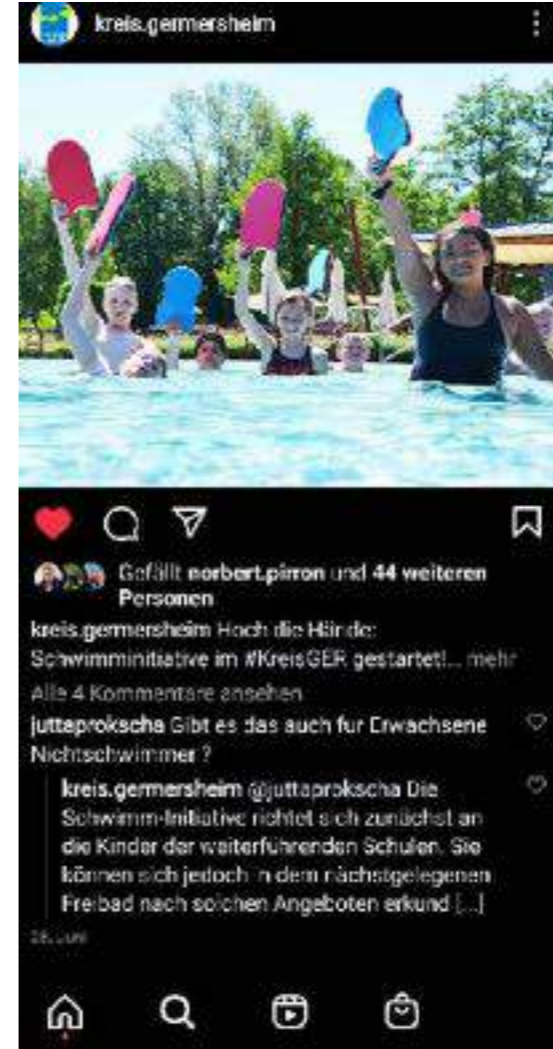 kreis.germersheim
Gefällt norbert.pirron und 44 weiteren
Personen
kreis.germersheim Hoch die Hände:
Schwimminitiative im #KreisGER gestartet!... mehr
Alle 4 Kommentare ansehen
juttaprokscha Gibt es das auch für Erwachsene
Nichtschwimmer ?
kreis.germersheim @juttaprokscha Die
Schwimm-Initiative richtet sich zunächst an
die Kinder der weiterführenden Schulen. Sie
können sich jedoch in dem nächstgelegenen
Freibad nach solchen Angeboten erkund [...]